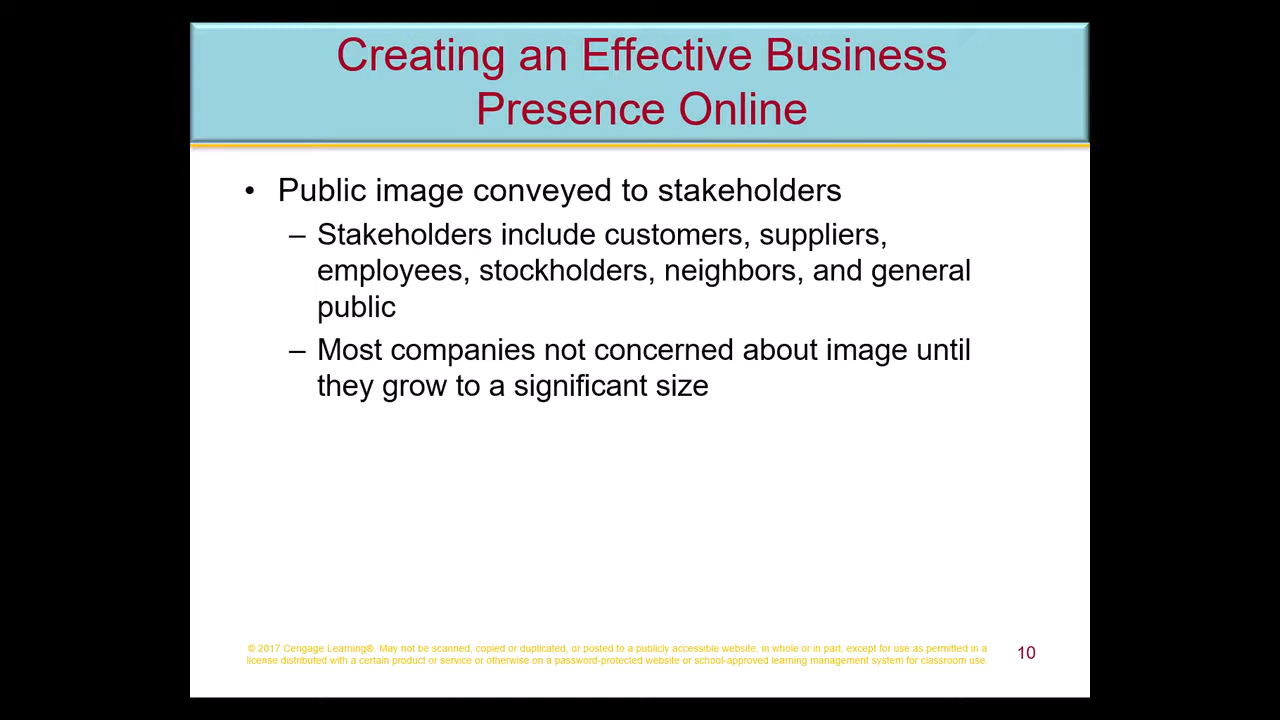 Creating an Effective Business
Presence Online
• Public image conveyed to stakeholders
– Stakeholders include customers, suppliers,
employees, stockholders, neighbors, and general
public
– Most companies not concerned about image until
they grow to a significant size
© 2017 Cengage Learning®. May not be scanned, copied or duplicated, or posted to a publicly accessible website, in whole or in part, except for use as permitted in a
license distributed with a certain product or service or otherwise on a password-protected website or school-approved learning management system for classroom use.
10